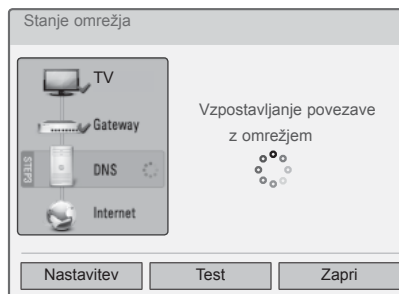 Stanje omrežja
TV
Gateway
STEP3
DNS
Internet
Vzpostavljanje povezave
z omrežjem
Nastavitev
Test
Zapri